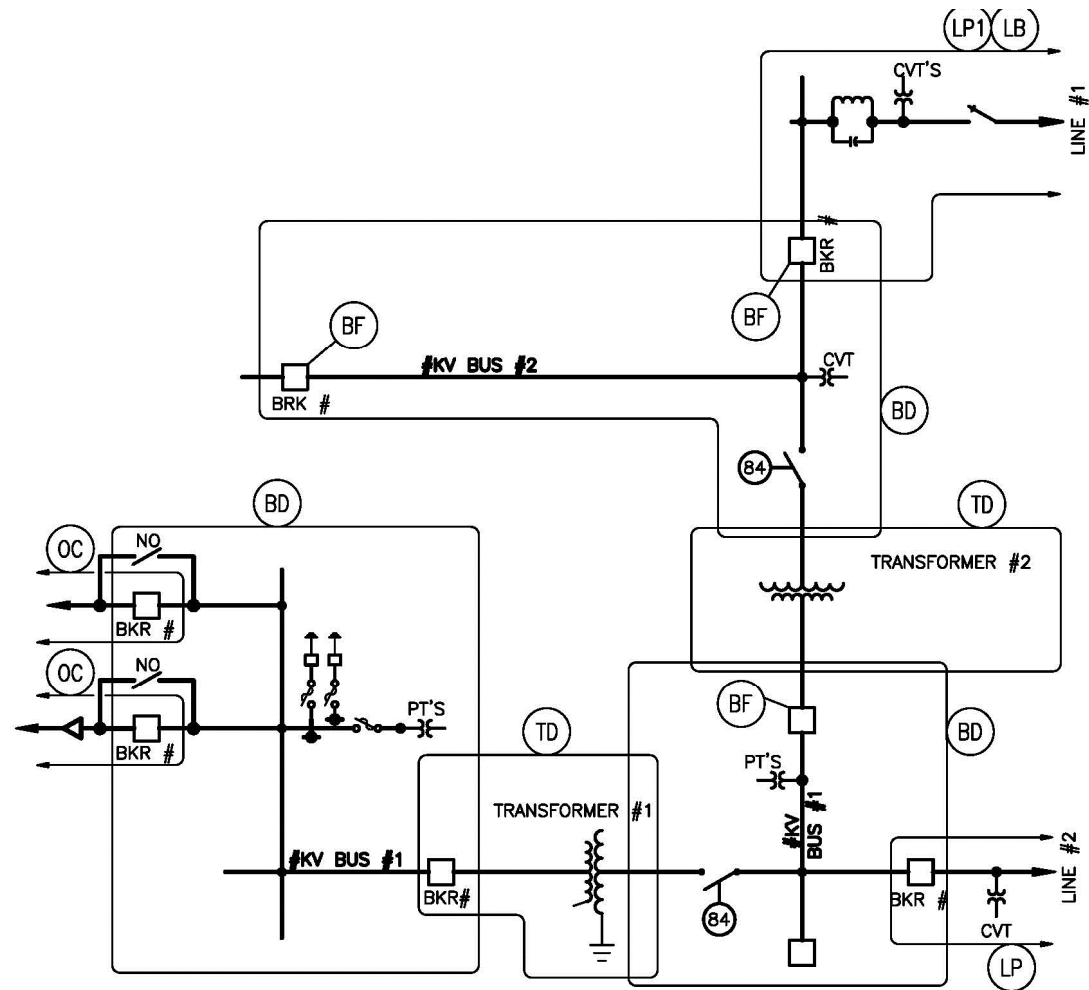 LP1 LB
CVT'S
LINE #1
BKR #
BF
BF
#KV BUS #2
CVT
BRK #
BD
84
BD
TD
OC
NO
TRANSFORMER #2
BKR #
OC
NO
BF
PT'S
TD
BD
BKR #
PT'S
TRANSFORMER #1
#KV
BUS #1
LINE #2
#KV BUS #1
BKR#
BKR #
84
CVT
LP